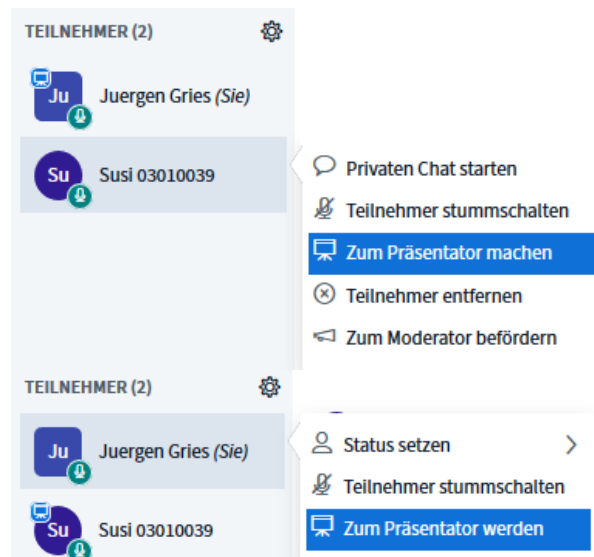 TEILNEHMER (2)
Ju Juergen Gries (Sie)
Su Susi 03010039
Privaten Chat starten
Teilnehmer stummschalten
Zum Präsentator machen
Teilnehmer entfernen
Zum Moderator befördern
TEILNEHMER (2)
Ju Juergen Gries (Sie)
Su Susi 03010039
Status setzen
Teilnehmer stummschalten
Zum Präsentator werden